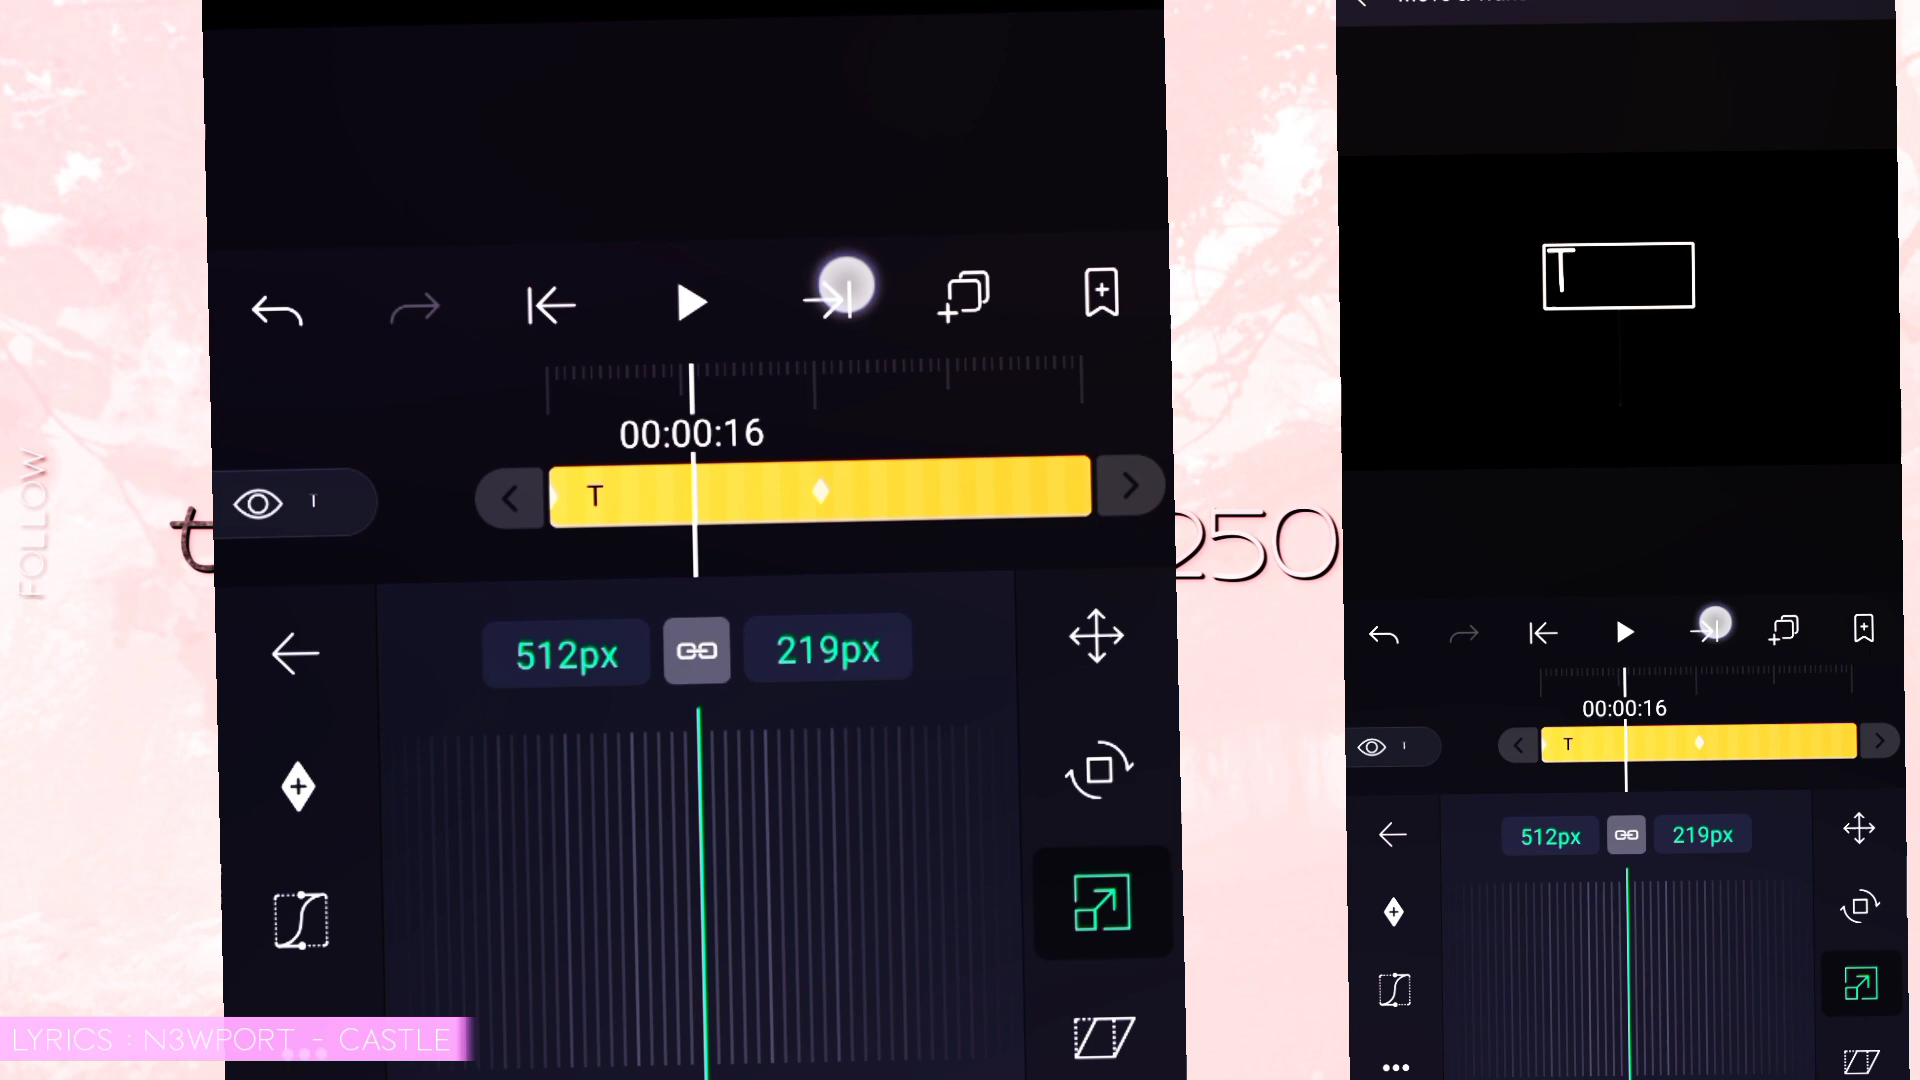 FOLLOW
t
250
00:00:16
T
T
512px
219px
T
00:00:16
T
512px
219px
LYRICS : N3WPORT - CASTLE